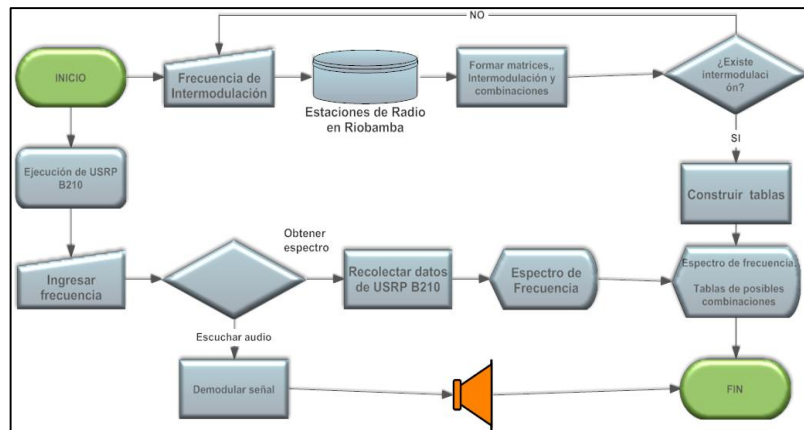 NO
INICIO
Frecuencia de
Intermodulación
Estaciones de Radio
en Riobamba
Formar matrices,,
Intermodulación y
combinaciones
¿Existe
intermodulaci
ón?
SI
Ejecución de USRP
B210
Construir tablas
Ingresar
frecuencia
Obtener
espectro
Recolectar datos
de USRP B210
Espectro de
Frecuencia
Espectro de frecuencia.
Tablas de posibles
combinaciones
Escuchar audio
Demodular señal
FIN